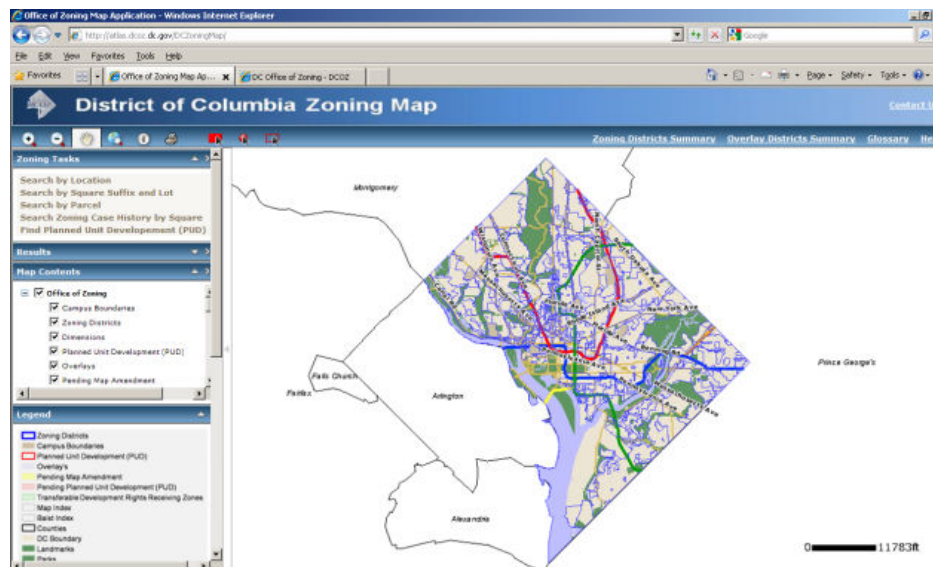 Office of Zoning Map Application - Windows Internet Explorer
http://atlas.dcoz.dc.gov/DCZoningMap/
Google
File Edit View Favorites Tools Help
Favorites
Office of Zoning Map Ap...
DC Office of Zoning - DCOZ
Page
Safety
Tools
District of Columbia Zoning Map
Contact U
Zoning Districts Summary Overlay Districts Summary Glossary He
Zoning Tasks
Search by Location
Search by Square Suffix and Lot
Search by Parcel
Search Zoning Case History by Square
Find Planned Unit Developement (PUD)
Results
Map Contents
Office of Zoning
Campus Boundaries
Zoning Districts
Dimensions
Planned Unit Development (PUD)
Overlays
Pending Map Amendment
Legend
Zoning Districts
Campus Boundaries
Planned Unit Development (PUD)
Overlay's
Pending Map Amendment
Pending Planned Unit Development (PUD)
Transferable Development Rights Receiving Zones
Map Index
Baist Index
Counties
DC Boundary
Landmarks
Parks
Montgomery
New York Ave
Prince George's
Falls Church
Fairfax
Arlington
Alexandria
0 11783ft